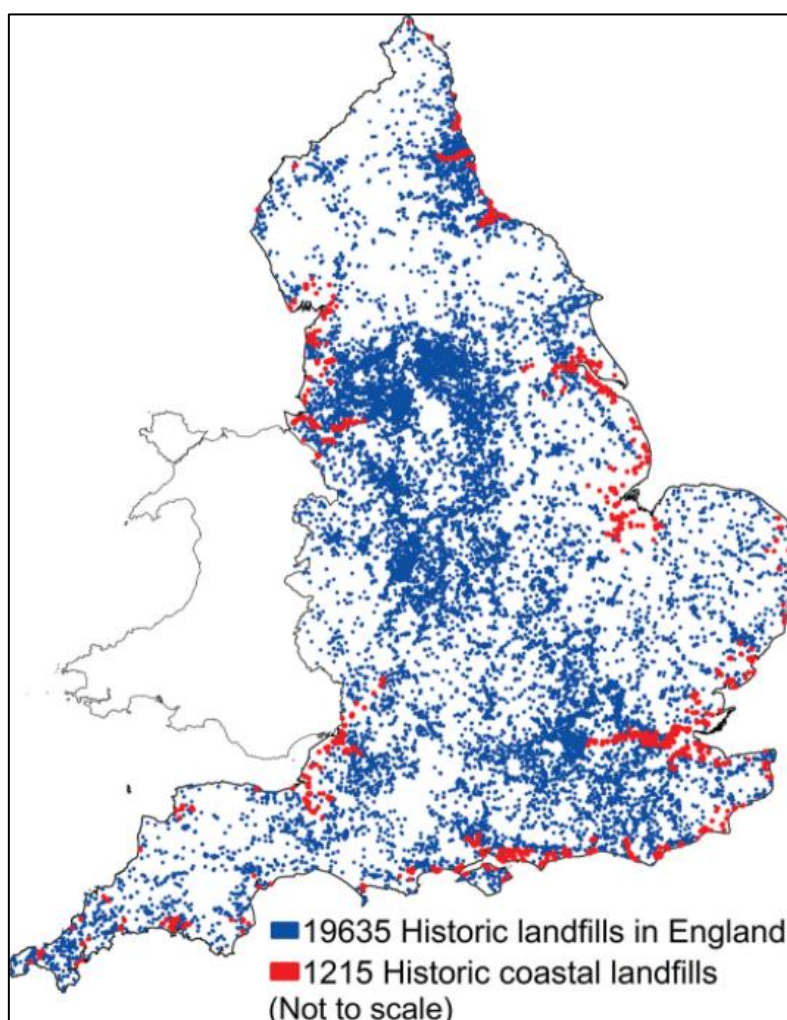 19635 Historic landfills in England
1215 Historic coastal landfills
(Not to scale)